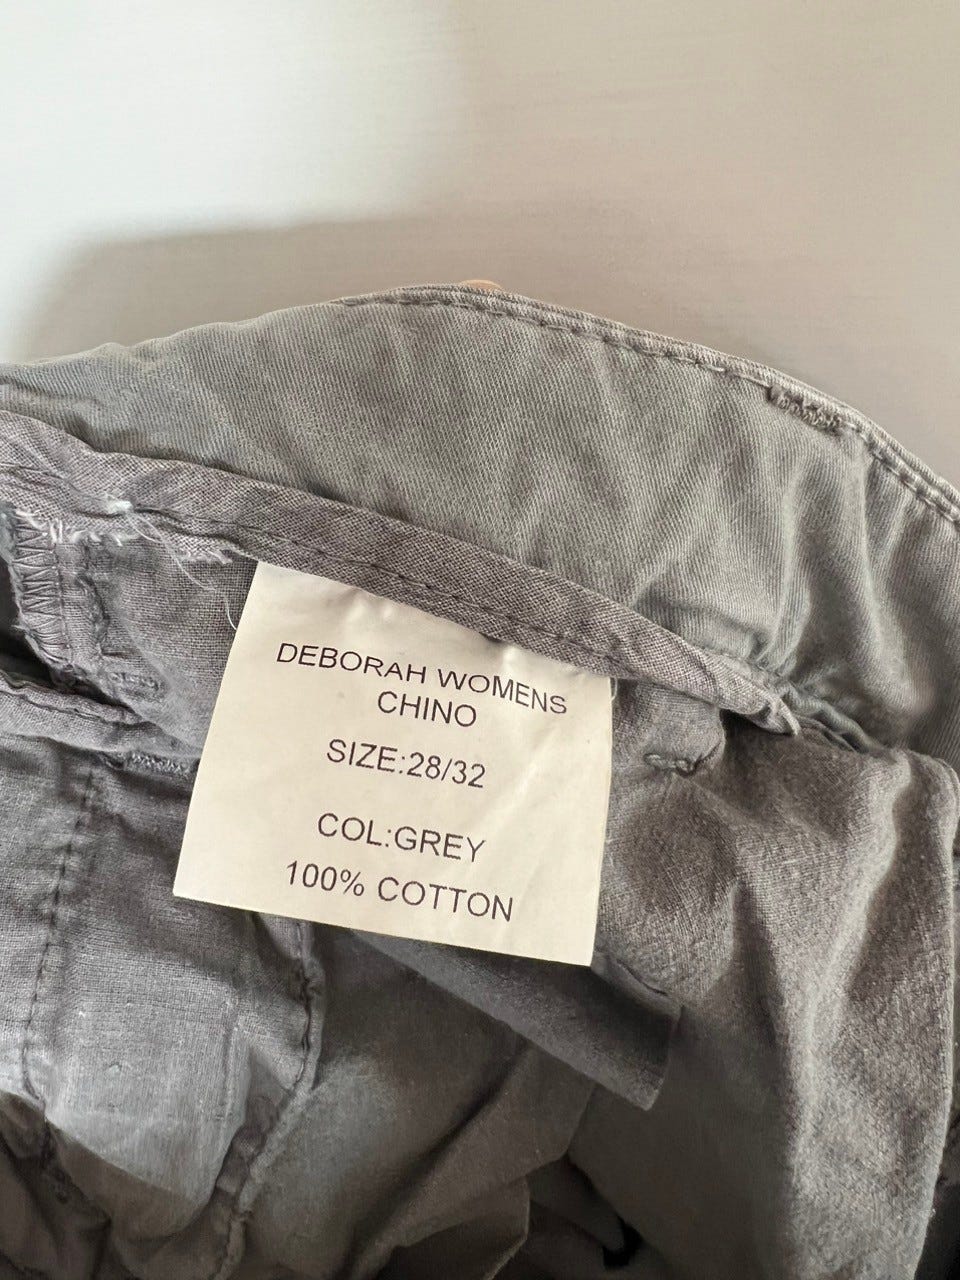 DEBORAH WOMENS
CHINO
SIZE:28/32
COL:GREY
100% COTTON